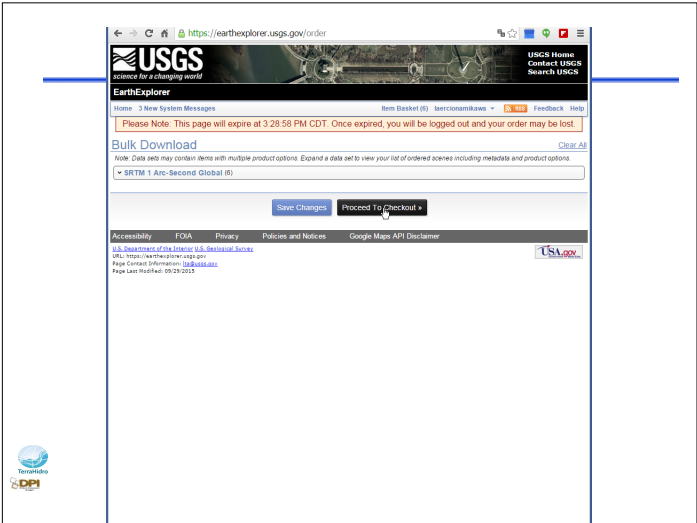 https://earthexplorer.usgs.gov/order
USGS
science for a changing world
USGS Home
Contact USGS
Search USGS
EarthExplorer
Home 3 New System Messages Item Basket (6) taercionamikawa RSS Feedback Help
Please Note: This page will expire at 3:28:58 PM CDT. Once expired, you will be logged out and your order may be lost.
Bulk Download Clear All
Note: Data sets may contain items with multiple product options. Expand a data set to view your list of ordered scenes including metadata and product options.
SRTM 1 Arc-Second Global (6)
Save Changes Proceed To Checkout »
Accessibility FOIA Privacy Policies and Notices Google Maps API Disclaimer
U.S. Department of the Interior U.S. Geological Survey
URL: https://earthexplorer.usgs.gov
Page Contact Information: lta@usgs.gov
Page Last Modified: 09/29/2015
USA.gov
TerraHidro
DPI